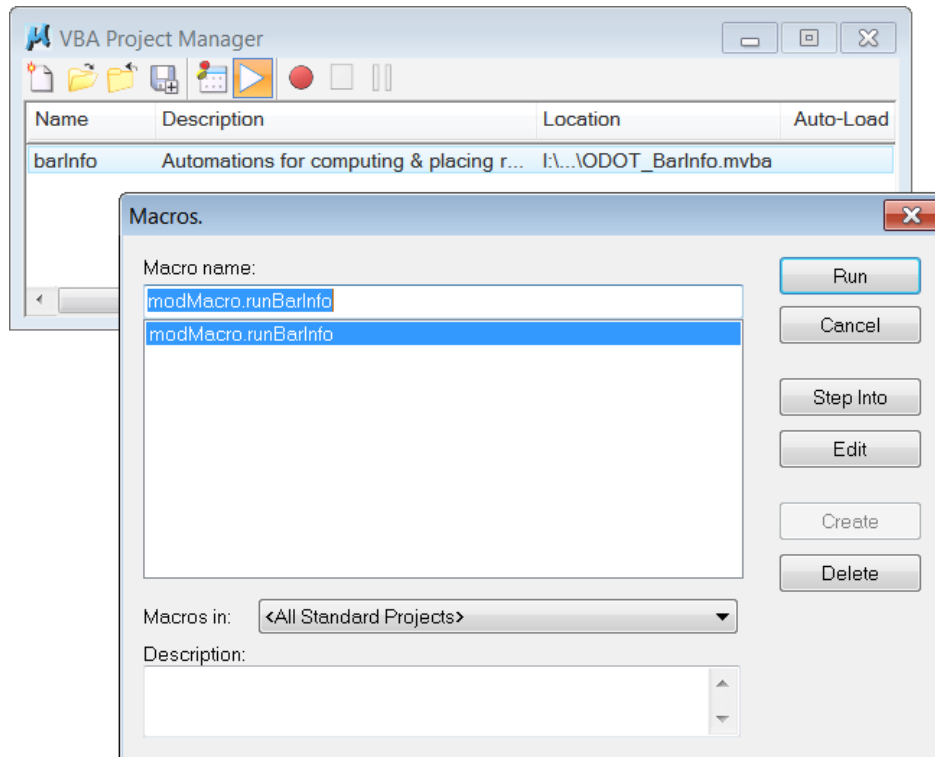 VBA Project Manager
Name Description Location Auto-Load
barInfo Automations for computing & placing r... I:\...\ODOT_BarInfo.mvba
Macros.
Macro name:
modMacro.runBarInfo
modMacro.runBarInfo
Run
Cancel
Step Into
Edit
Create
Delete
Macros in: <All Standard Projects>
Description: